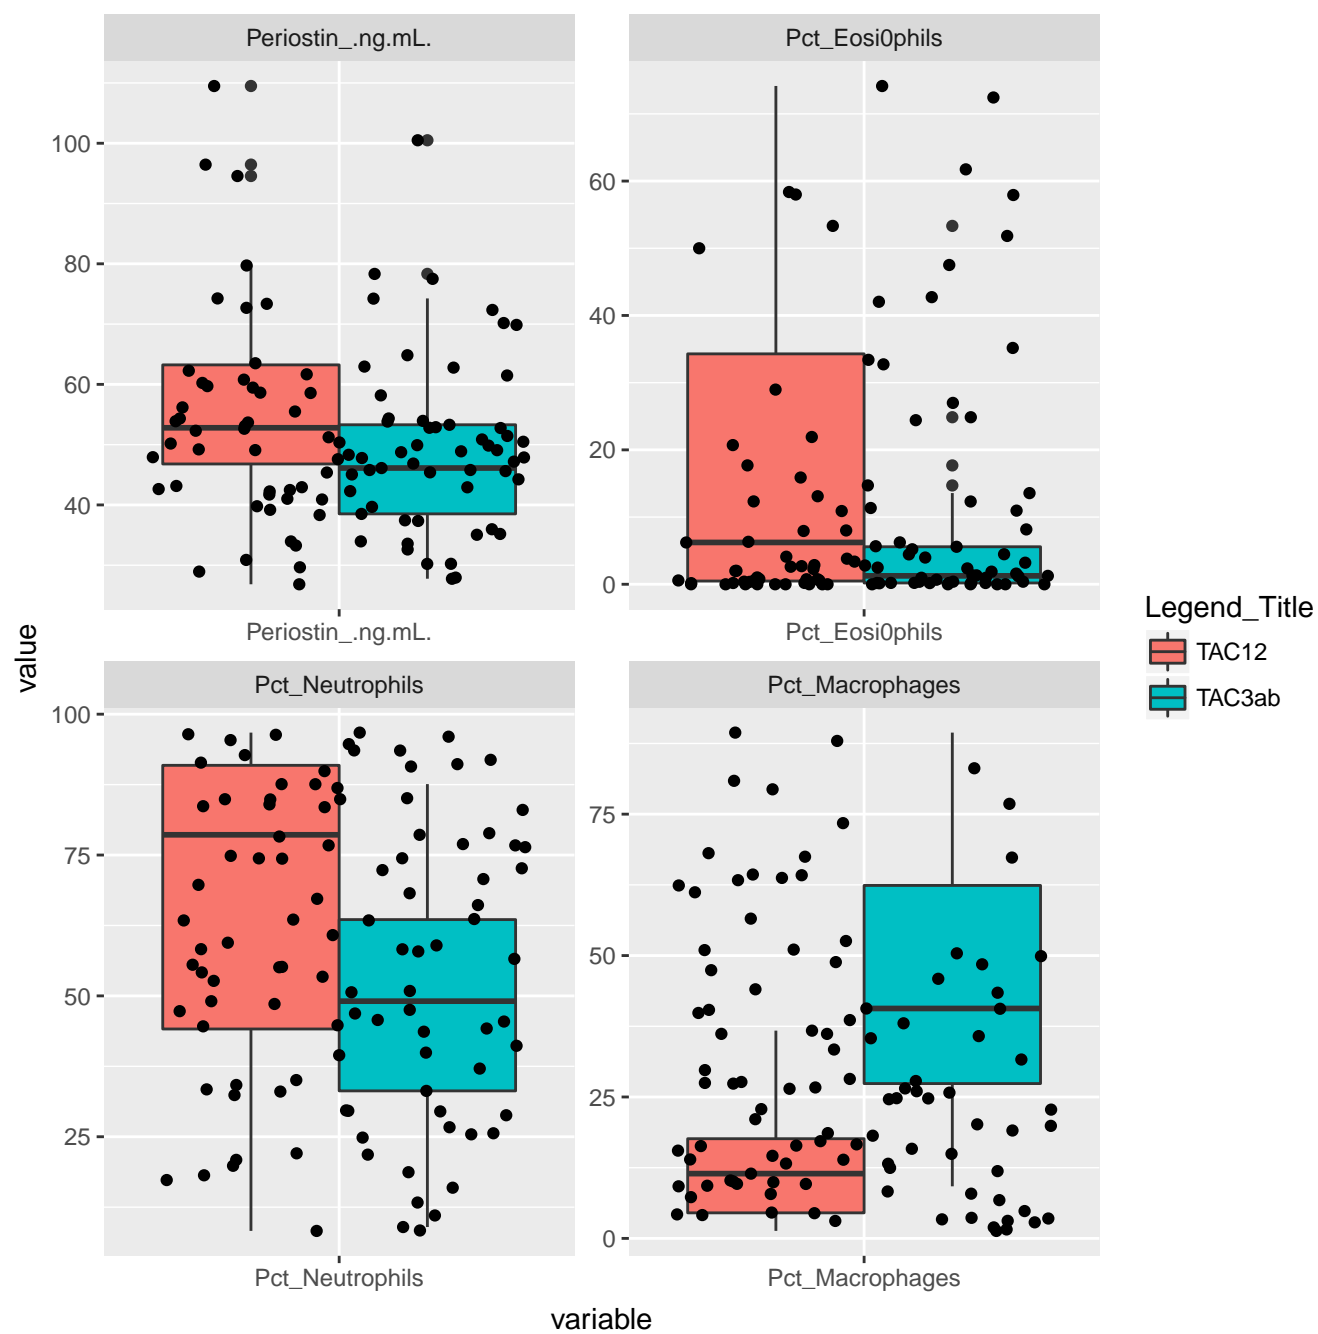 Periostin_.ng.mL.
Pct_Eosi0phils
100
80
60
40
60
40
20
0
Periostin_.ng.mL.
Pct_Eosi0phils
value
Legend_Title
TAC12
TAC3ab
Pct_Neutrophils
Pct_Macrophages
100
75
50
25
75
50
25
0
Pct_Neutrophils
Pct_Macrophages
variable